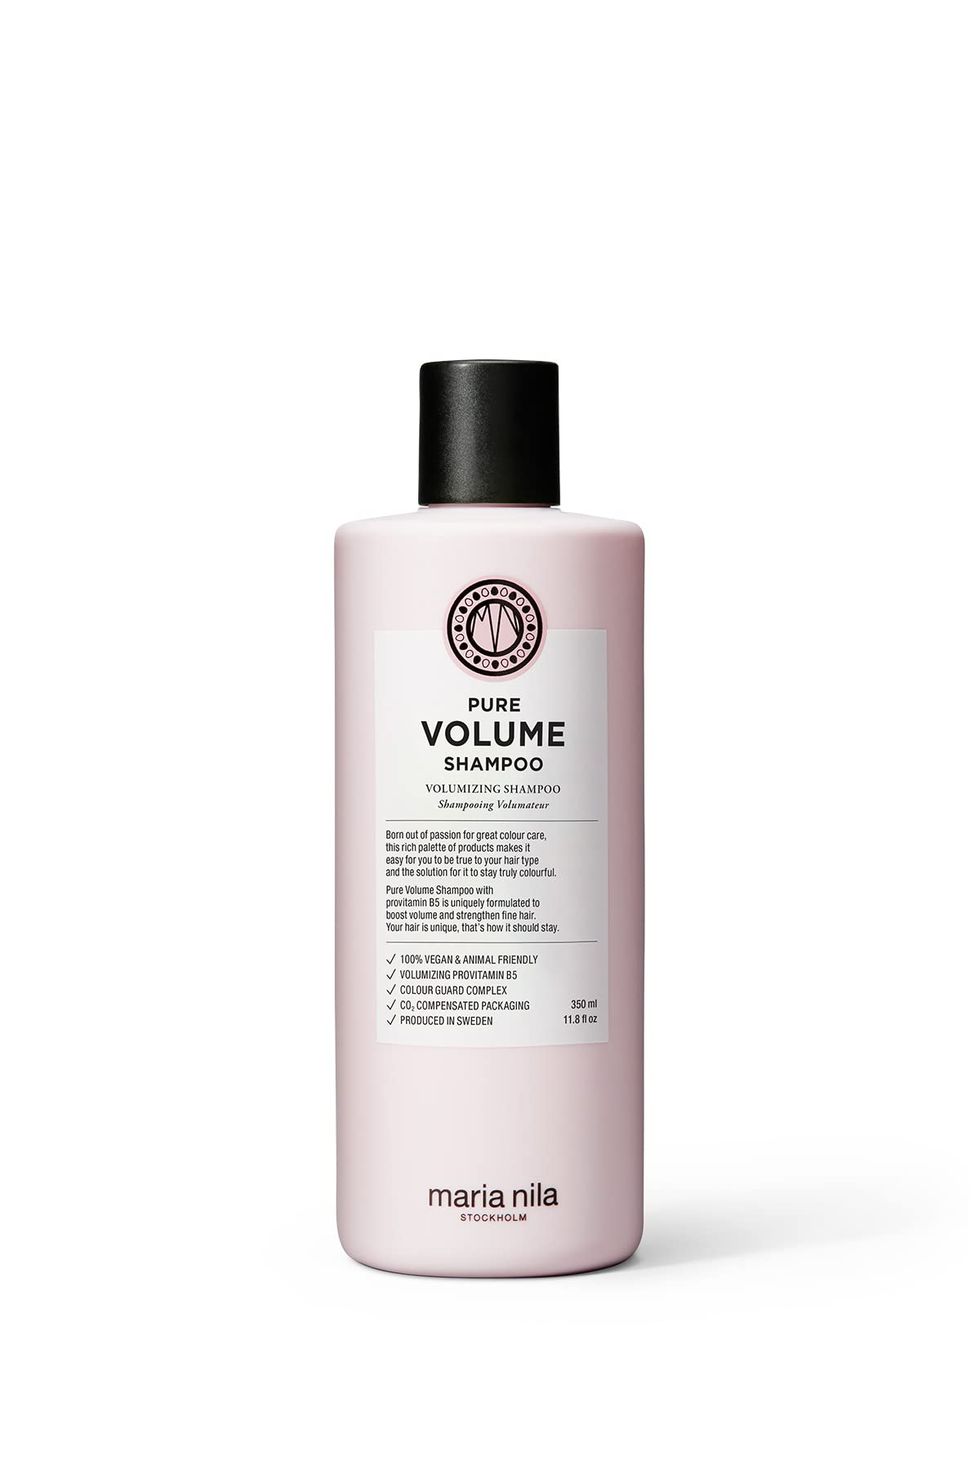 MN
PURE
VOLUME
SHAMPOO
VOLUMIZING SHAMPOO
Shampooing Volumateur
Born out of passion for great colour care,
this rich palette of products makes it
easy for you to be true to your hair type
and the solution for it to stay truly colourful.
Pure Volume Shampoo with
provitamin B5 is uniquely formulated to
boost volume and strengthen fine hair.
Your hair is unique, that's how it should stay.
✓ 100% VEGAN & ANIMAL FRIENDLY
✓ VOLUMIZING PROVITAMIN B5
✓ COLOUR GUARD COMPLEX
✓ CO₂ COMPENSATED PACKAGING 350 ml
✓ PRODUCED IN SWEDEN 11.8 fl oz
maria nila
STOCKHOLM